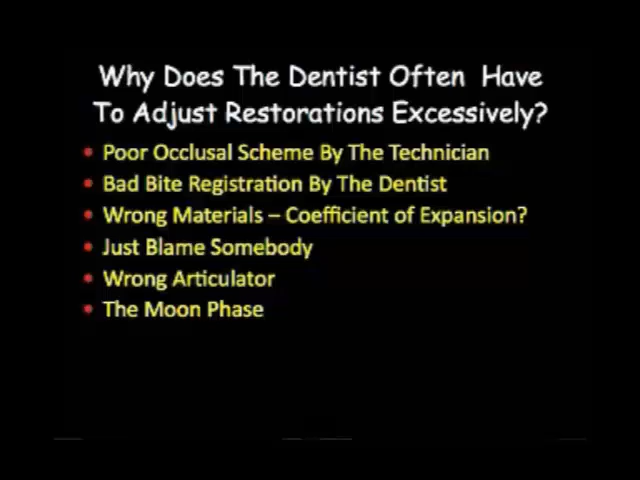 Why Does The Dentist Often Have
To Adjust Restorations Excessively?
• Poor Occlusal Scheme By The Technician
• Bad Bite Registration By The Dentist
• Wrong Materials – Coefficient of Expansion?
• Just Blame Somebody
• Wrong Articulator
• The Moon Phase